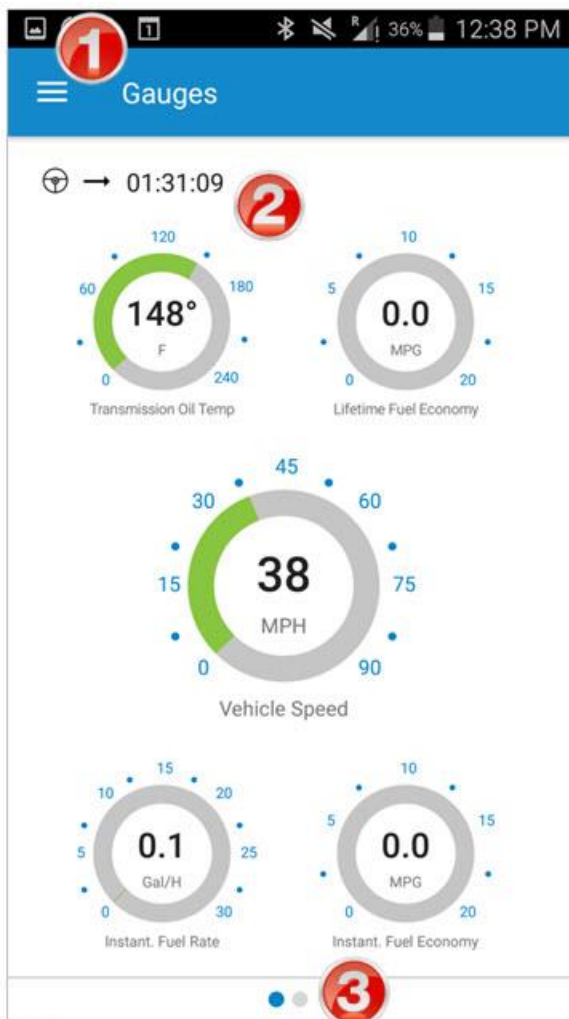 1 1 R 36% 12:38 PM
Gauges
01:31:09 2
120
60 180
148°
F
0 240
Transmission Oil Temp
10
5 15
0.0
MPG
0 20
Lifetime Fuel Economy
45
30 60
38
15 75
MPH
0 90
Vehicle Speed
15
10 20
0.1
5 25
Gal/H
0 30
Instant. Fuel Rate
10
5 15
0.0
MPG
0 20
Instant. Fuel Economy
3